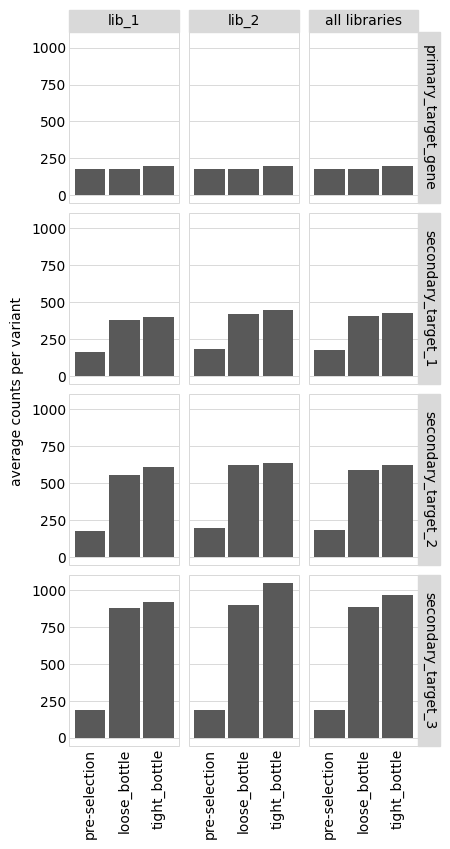 lib_1 lib_2 all libraries
1000
750
500
250
0
primary_target_gene
1000
750
500
250
0
secondary_target_1
1000
750
500
250
0
secondary_target_2
1000
750
500
250
0
secondary_target_3
average counts per variant
pre-selection
loose_bottle
tight_bottle
pre-selection
loose_bottle
tight_bottle
pre-selection
loose_bottle
tight_bottle